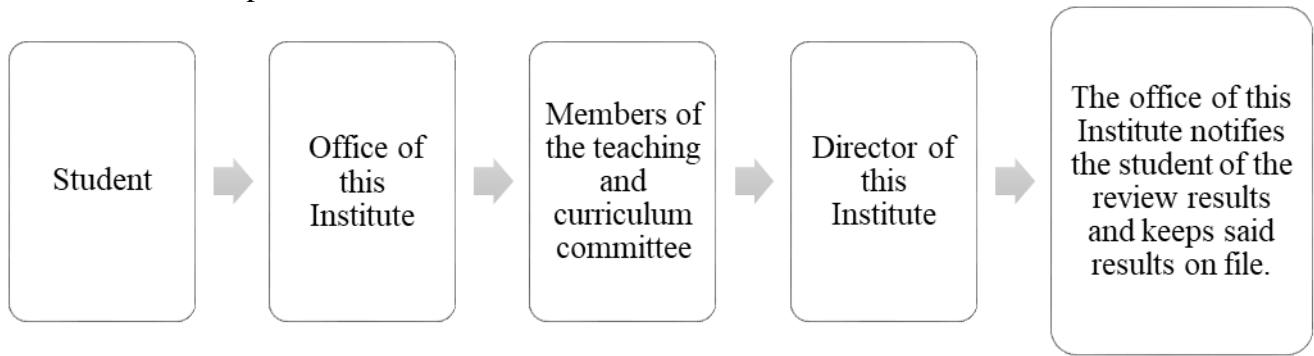 Student
Office of
this
Institute
Members of
the teaching
and
curriculum
committee
Director of
this
Institute
The office of this
Institute notifies
the student of the
review results
and keeps said
results on file.